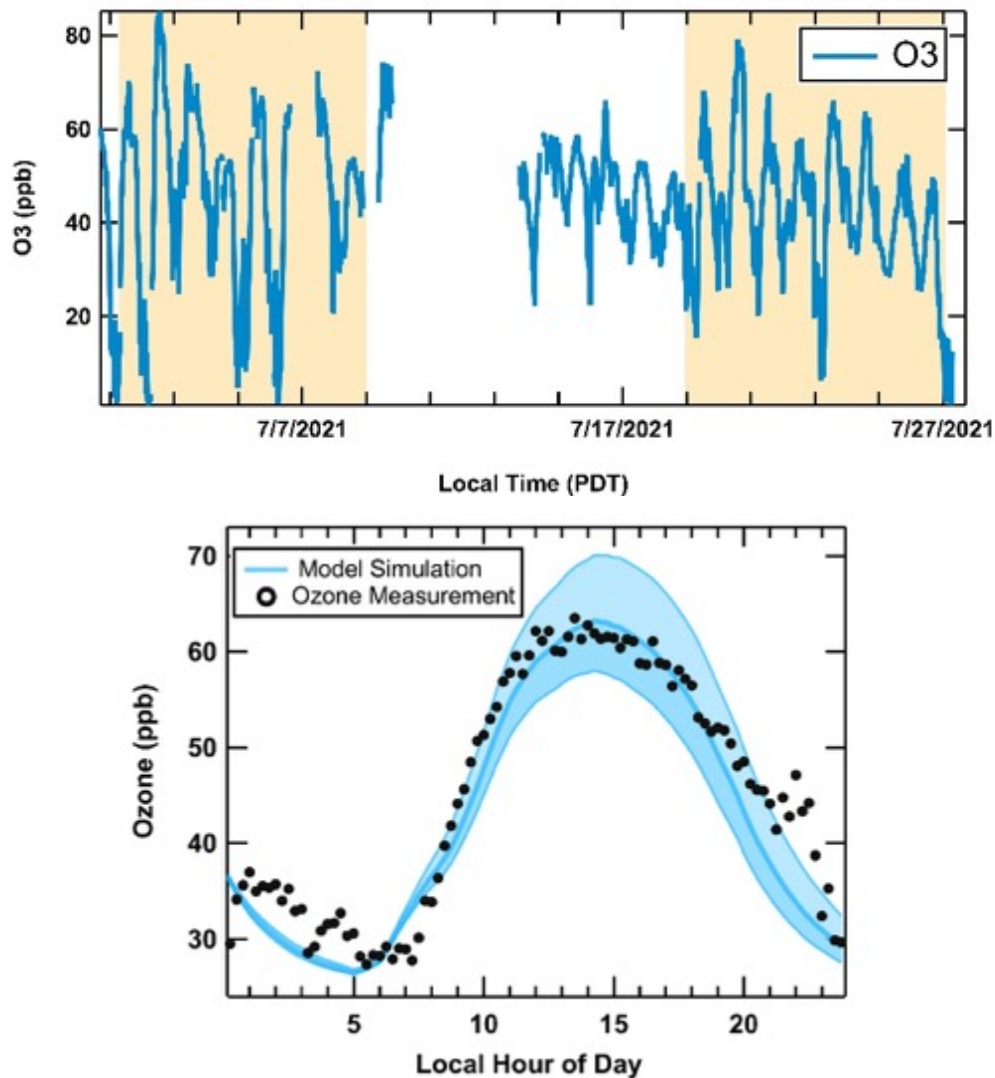 80
60
40
20
O3 (ppb)
O3
7/7/2021
7/17/2021
7/27/2021
Local Time (PDT)
70
60
50
40
30
Ozone (ppb)
Model Simulation
Ozone Measurement
5
10
15
20
Local Hour of Day